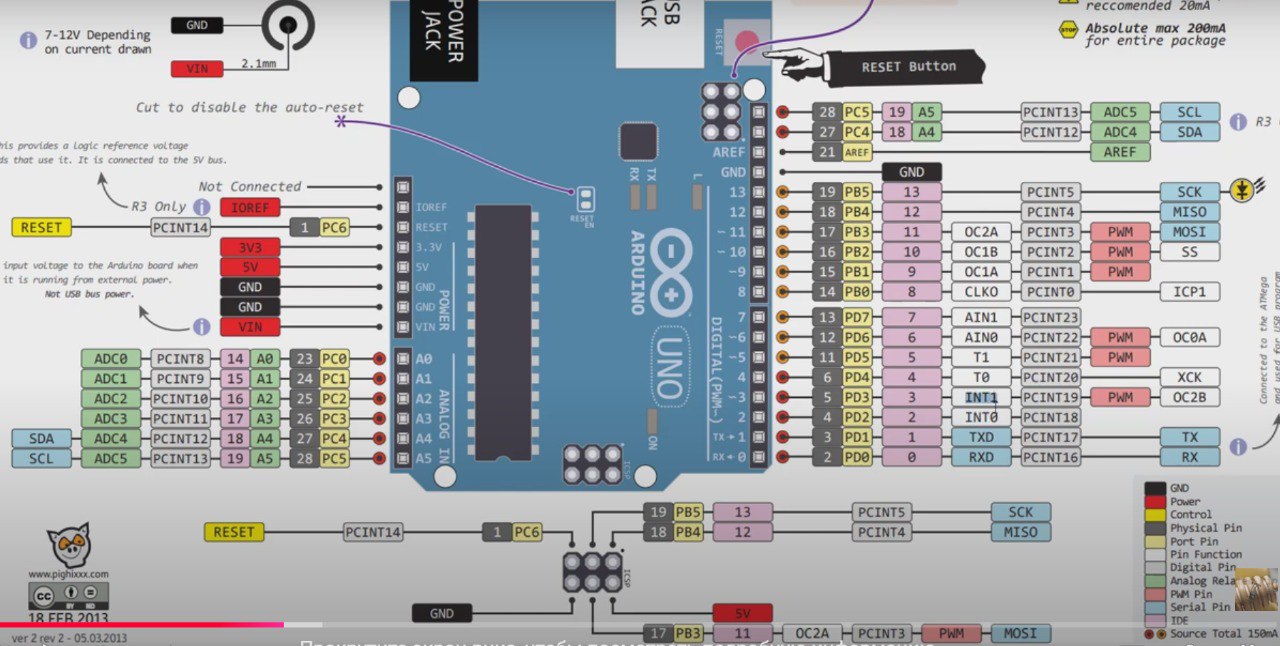 POWER
JACK
USB
JACK
GND
VIN
2.1mm
7-12V Depending
on current drawn
reccomended 20mA
STOP
Absolute max 200mA
for entire package
RESET
RESET Button
Cut to disable the auto-reset
his provides a logic reference voltage
ds that use it. It is connected to the 5V bus.
Not Connected
R3 Only
IOREF
RESET PCINT14 1 PC6
3V3
5V
GND
GND
VIN
input voltage to the Arduino board when
it is running from external power.
Not USB bus power.
IOREF
RESET
3.3V
5V
GND
GND
VIN
POWER
ADC0 PCINT8 14 A0 23 PC0 A0
ADC1 PCINT9 15 A1 24 PC1 A1
ADC2 PCINT10 16 A2 25 PC2 A2
ADC3 PCINT11 17 A3 26 PC3 A3
SDA ADC4 PCINT12 18 A4 27 PC4 A4
SCL ADC5 PCINT13 19 A5 28 PC5 A5
ANALOG IN
RX
TX
L
RESET
EN
ARDUINO
UNO
ON
ICSP
DIGITAL(PWM~)
28 PC5 19 A5 PCINT13 ADC5 SCL
R3
27 PC4 18 A4 PCINT12 ADC4 SDA
AREF 21 AREF AREF
GND GND
13 19 PB5 13 PCINT5 SCK
12 18 PB4 12 PCINT4 MISO
~11 17 PB3 11 OC2A PCINT3 PWM MOSI
~10 16 PB2 10 OC1B PCINT2 PWM SS
~9 15 PB1 9 OC1A PCINT1 PWM
8 14 PB0 8 CLKO PCINT0 ICP1
7 13 PD7 7 AIN1 PCINT23
~6 12 PD6 6 AIN0 PCINT22 PWM OC0A
~5 11 PD5 5 T1 PCINT21 PWM
4 6 PD4 4 T0 PCINT20 XCK
~3 5 PD3 3 INT1 PCINT19 PWM OC2B
2 4 PD2 2 INT0 PCINT18
TX→1 3 PD1 1 TXD PCINT17 TX
RX←0 2 PD0 0 RXD PCINT16 RX
Connected to the ATMega
and used for USB program
RESET PCINT14 1 PC6
19 PB5 13 PCINT5 SCK
18 PB4 12 PCINT4 MISO
ICSP
GND
5V
17 PB3 11 OC2A PCINT3 PWM MOSI
GND
Power
Control
Physical Pin
Port Pin
Pin Function
Digital Pin
Analog Rela
PWM Pin
Serial Pin
IDE
Source Total 150mA
www.pighixxx.com
cc
BY ND
18 FEB 2013
ver 2 rev 2 - 05.03.2013